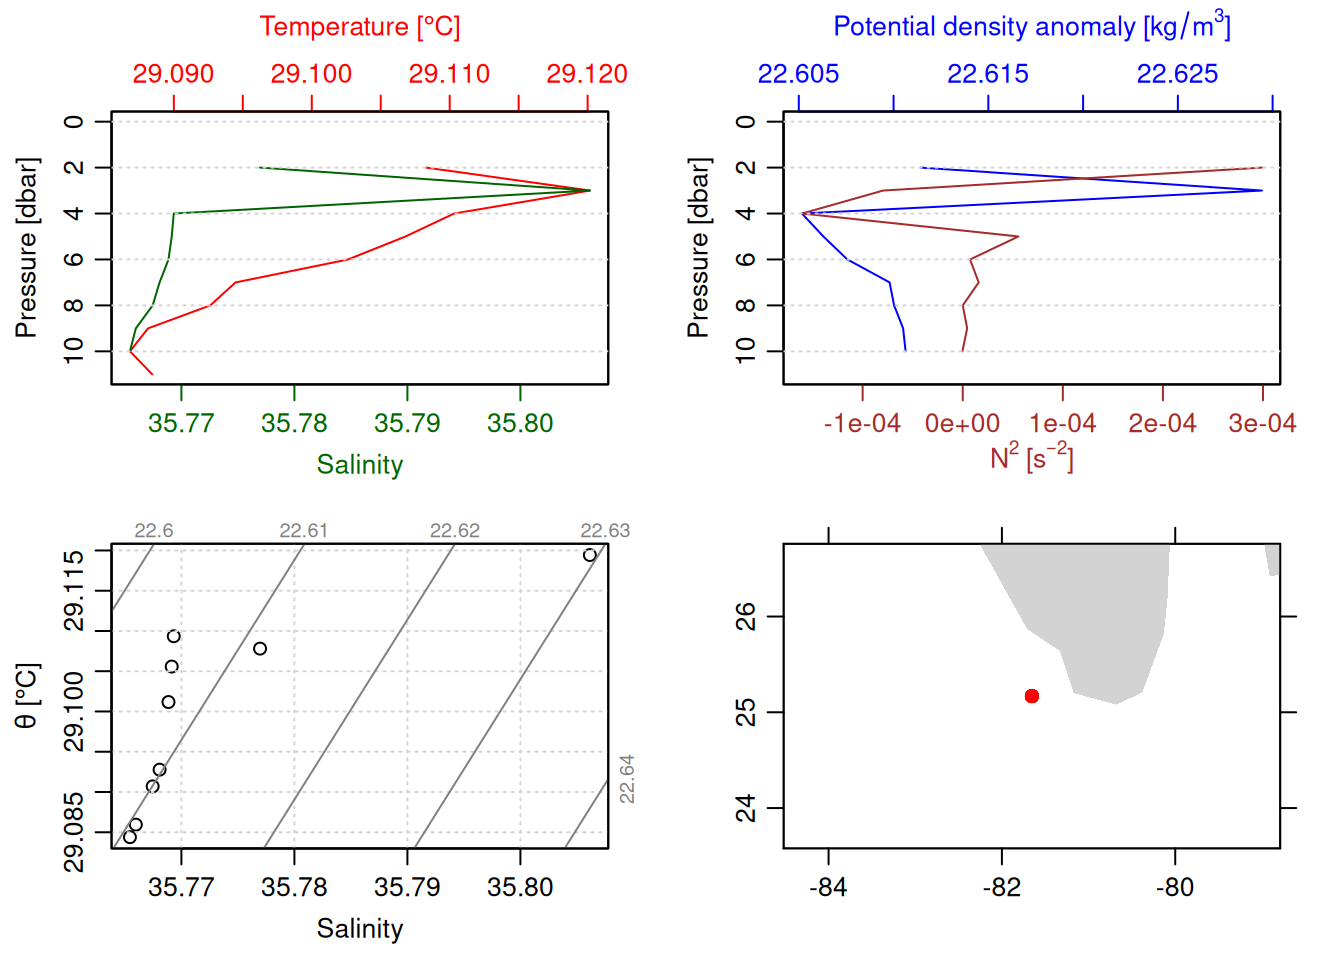 Temperature [°C]
29.090 29.100 29.110 29.120
0
2
4
6
8
10
Pressure [dbar]
35.77 35.78 35.79 35.80
Salinity
Potential density anomaly [kg/m³]
22.605 22.615 22.625
0
2
4
6
8
10
Pressure [dbar]
-1e-04 0e+00 1e-04 2e-04 3e-04
N² [s⁻²]
22.6 22.61 22.62 22.63
22.64
29.115
29.100
29.085
θ [°C]
35.77 35.78 35.79 35.80
Salinity
26
25
24
-84 -82 -80